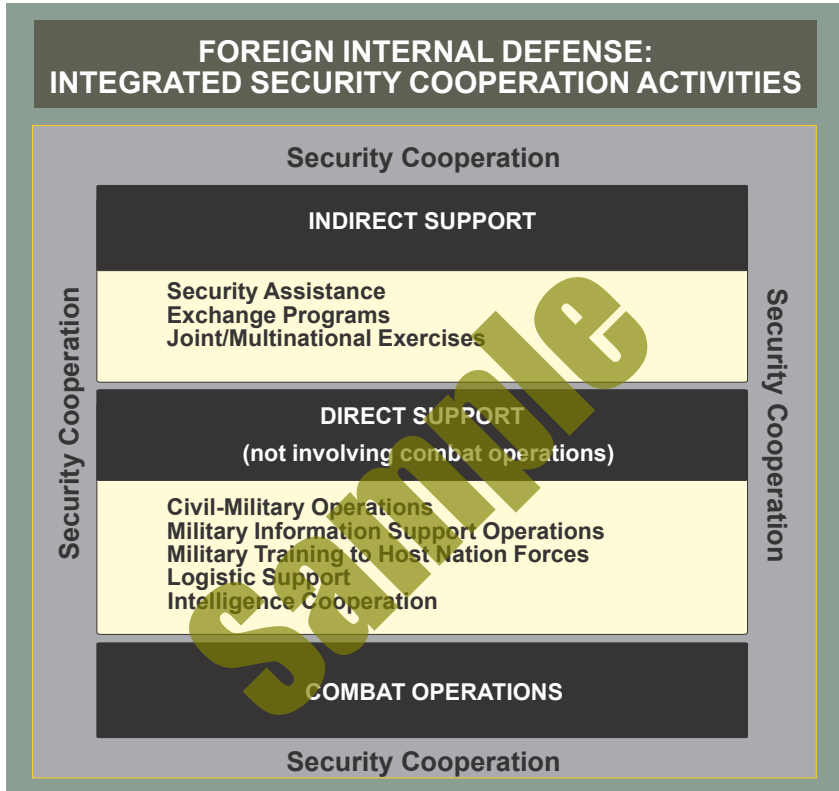 FOREIGN INTERNAL DEFENSE:
INTEGRATED SECURITY COOPERATION ACTIVITIES
Security Cooperation
Security Cooperation
INDIRECT SUPPORT
Security Assistance
Exchange Programs
Joint/Multinational Exercises
DIRECT SUPPORT
(not involving combat operations)
Civil-Military Operations
Military Information Support Operations
Military Training to Host Nation Forces
Logistic Support
Intelligence Cooperation
COMBAT OPERATIONS
Security Cooperation
Security Cooperation
Sample